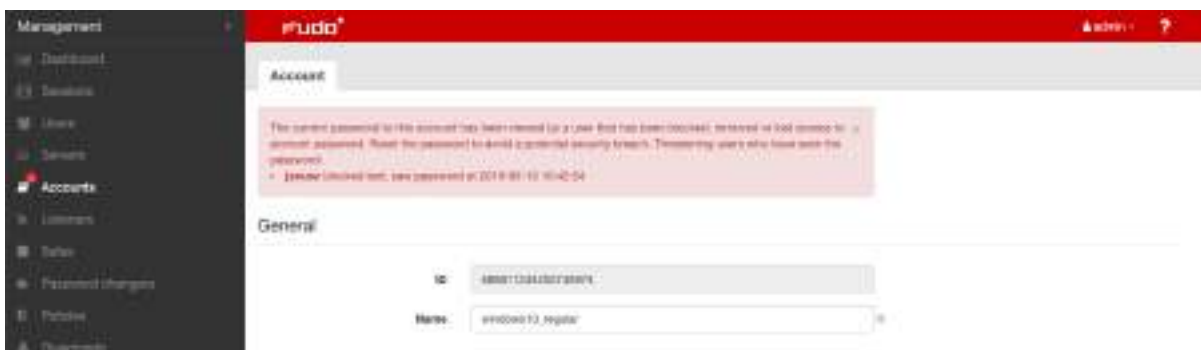 Management
FUDO
admin
?
Dashboard
Account
Sessions
Users
The current password to this account has been viewed by a user that has been blocked, removed or lost access to
Servers
account password. Reset the password to avoid a potential security breach. Threatening users who have seen the
password:
Accounts
Listeners
General
Safes
ID
Password changers
Name
windows10_regular
Policies